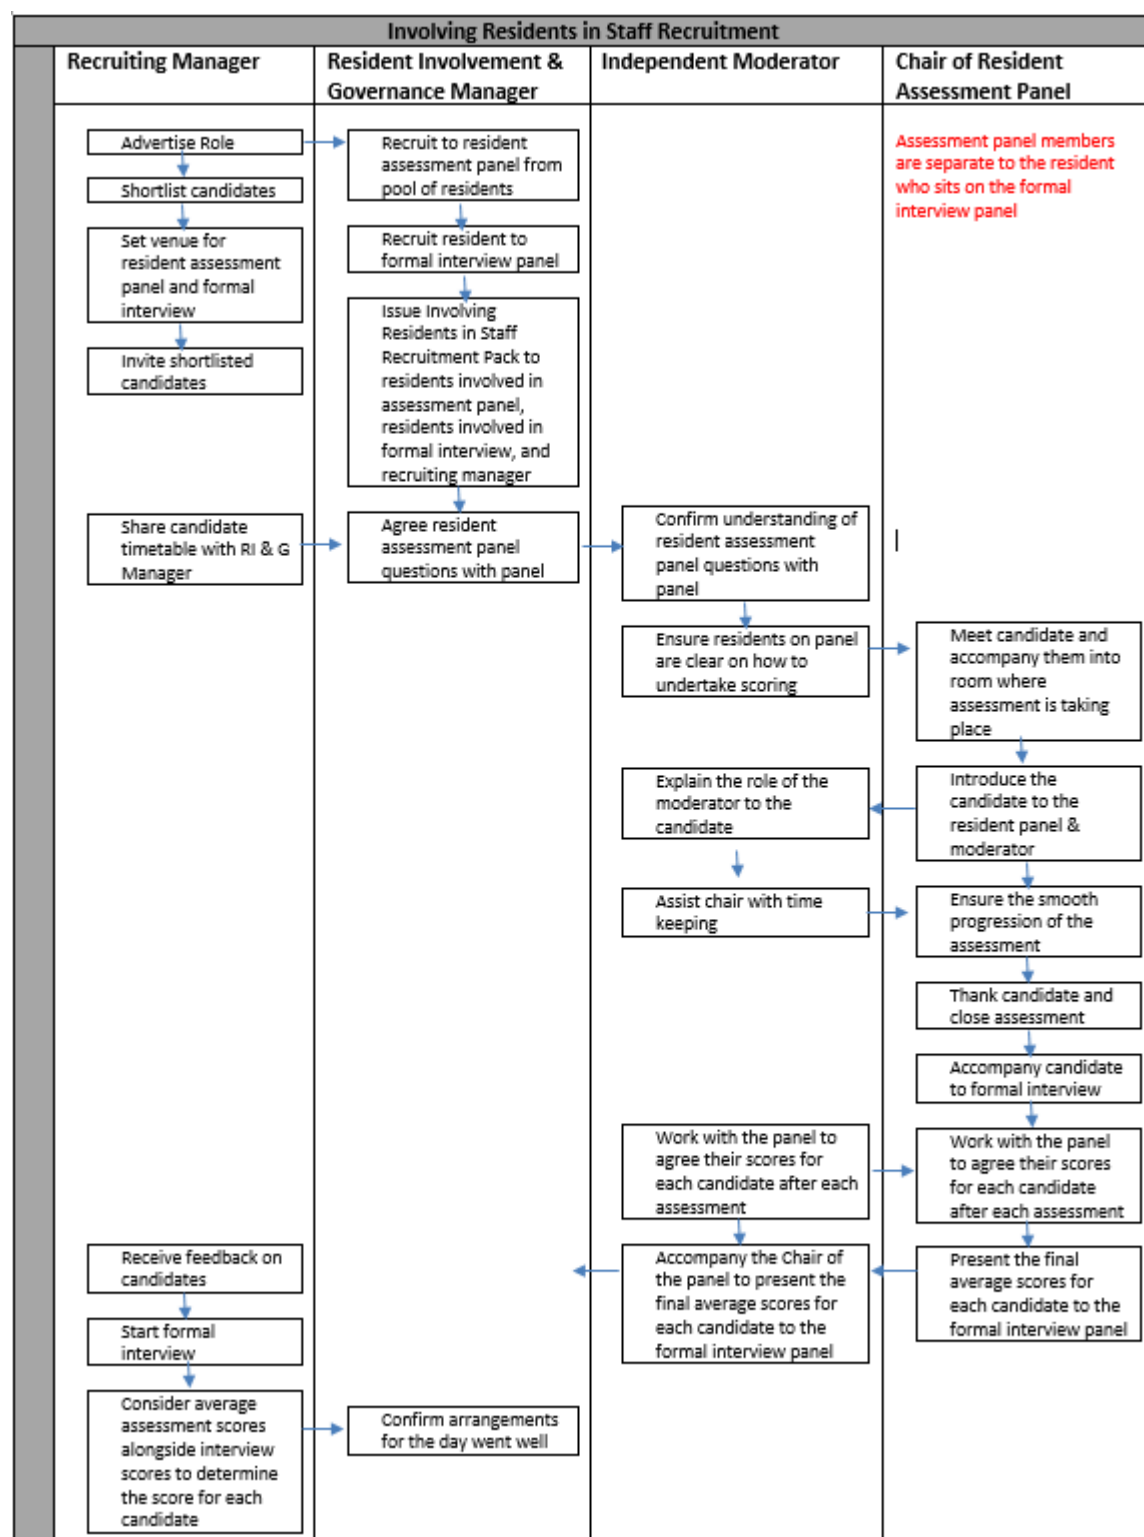 Involving Residents in Staff Recruitment
Recruiting Manager
Resident Involvement &
Governance Manager
Independent Moderator
Chair of Resident
Assessment Panel
Advertise Role
Shortlist candidates
Set venue for
resident assessment
panel and formal
interview
Invite shortlisted
candidates
Recruit to resident
assessment panel from
pool of residents
Recruit resident to
formal interview panel
Issue Involving
Residents in Staff
Recruitment Pack to
residents involved in
assessment panel,
residents involved in
formal interview, and
recruiting manager
Assessment panel members
are separate to the resident
who sits on the formal
interview panel
Share candidate
timetable with RI & G
Manager
Agree resident
assessment panel
questions with panel
Confirm understanding of
resident assessment
panel questions with
panel
Ensure residents on panel
are clear on how to
undertake scoring
Meet candidate and
accompany them into
room where
assessment is taking
place
Explain the role of the
moderator to the
candidate
Introduce the
candidate to the
resident panel &
moderator
Assist chair with time
keeping
Ensure the smooth
progression of the
assessment
Thank candidate and
close assessment
Accompany candidate
to formal interview
Work with the panel to
agree their scores for
each candidate after each
assessment
Work with the panel
to agree their scores
for each candidate
after each assessment
Receive feedback on
candidates
Accompany the Chair of
the panel to present the
final average scores for
each candidate to the
formal interview panel
Present the final
average scores for
each candidate to the
formal interview panel
Start formal
interview
Consider average
assessment scores
alongside interview
scores to determine
the score for each
candidate
Confirm arrangements
for the day went well